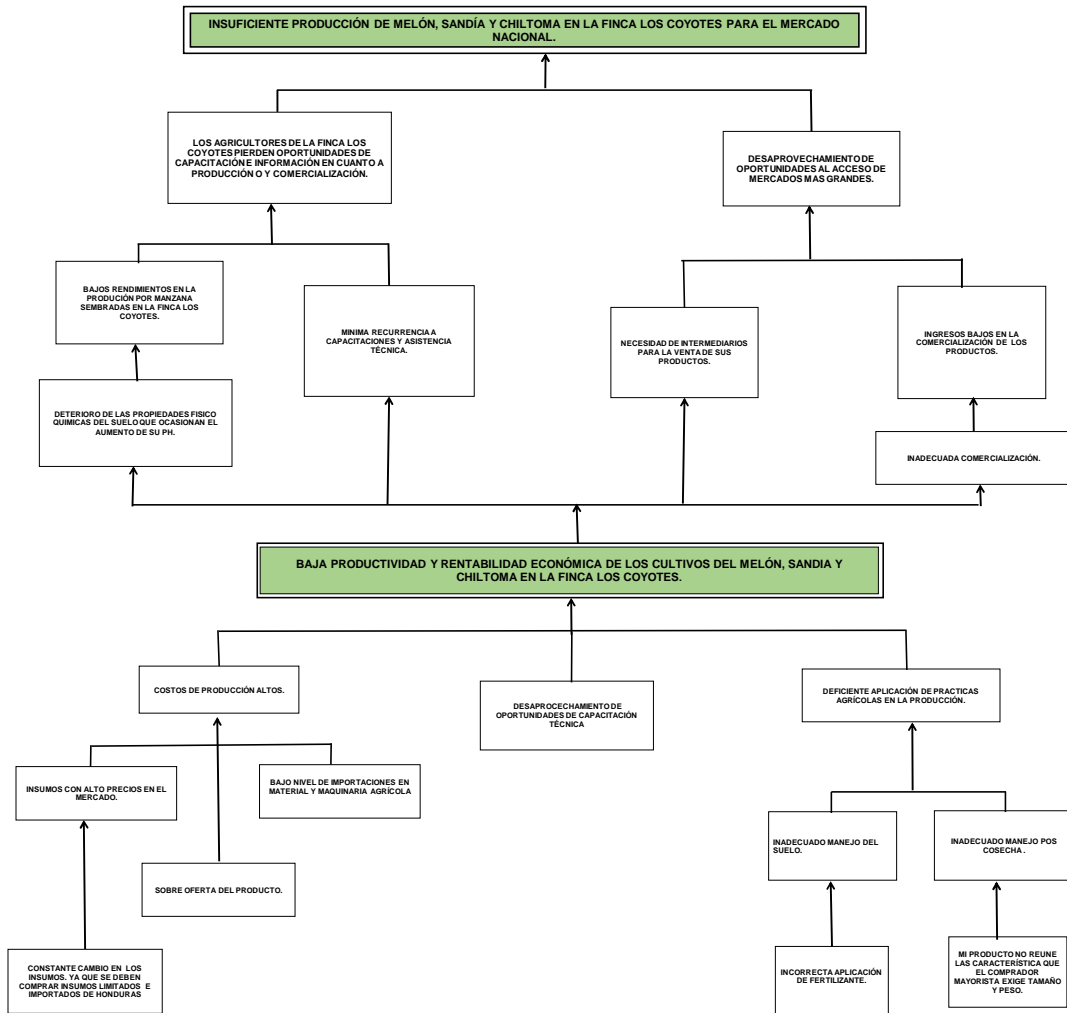 INSUFICIENTE PRODUCCIÓN DE MELÓN, SANDÍA Y CHILTOMA EN LA FINCA LOS COYOTES PARA EL MERCADO
NACIONAL.
LOS AGRICULTORES DE LA FINCA LOS
COYOTES PIERDEN OPORTUNIDADES DE
CAPACITACIÓN E INFORMACIÓN EN CUANTO A
PRODUCCIÓN O Y COMERCIALIZACIÓN.
DESAPROVECHAMIENTO DE
OPORTUNIDADES AL ACCESO DE
MERCADOS MAS GRANDES.
BAJOS RENDIMIENTOS EN LA
PRODUCIÓN POR MANZANA
SEMBRADAS EN LA FINCA LOS
COYOTES.
MINIMA RECURRENCIA A
CAPACITACIONES Y ASISTENCIA
TÉCNICA.
NECESIDAD DE INTERMEDIARIOS
PARA LA VENTA DE SUS
PRODUCTOS.
INGRESOS BAJOS EN LA
COMERCIALIZACIÓN DE LOS
PRODUCTOS.
DETERIORO DE LAS PROPIEDADES FISICO
QUIMICAS DEL SUELO QUE OCASIONAN EL
AUMENTO DE SU PH.
INADECUADA COMERCIALIZACIÓN.
BAJA PRODUCTIVIDAD Y RENTABILIDAD ECONÓMICA DE LOS CULTIVOS DEL MELÓN, SANDIA Y
CHILTOMA EN LA FINCA LOS COYOTES.
COSTOS DE PRODUCCIÓN ALTOS.
DESAPROCECHAMIENTO DE
OPORTUNIDADES DE CAPACITACIÓN
TÉCNICA
DEFICIENTE APLICACIÓN DE PRACTICAS
AGRÍCOLAS EN LA PRODUCCIÓN.
INSUMOS CON ALTO PRECIOS EN EL
MERCADO.
BAJO NIVEL DE IMPORTACIONES EN
MATERIAL Y MAQUINARIA AGRÍCOLA
INADECUADO MANEJO DEL
SUELO.
INADECUADO MANEJO POS
COSECHA .
SOBRE OFERTA DEL PRODUCTO.
CONSTANTE CAMBIO EN LOS
INSUMOS. YA QUE SE DEBEN
COMPRAR INSUMOS LIMITADOS E
IMPORTADOS DE HONDURAS
INCORRECTA APLICACIÓN
DE FERTILIZANTE.
MI PRODUCTO NO REUNE
LAS CARACTERÍSTICA QUE
EL COMPRADOR
MAYORISTA EXIGE TAMAÑO
Y PESO.